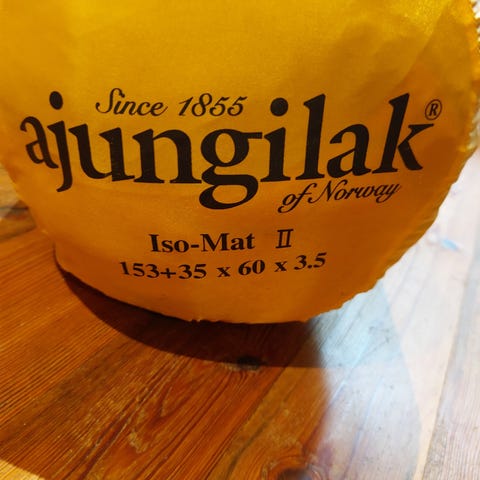 Since 1855
ajungilak®
of Norway
Iso-Mat II
153+35 x 60 x 3.5